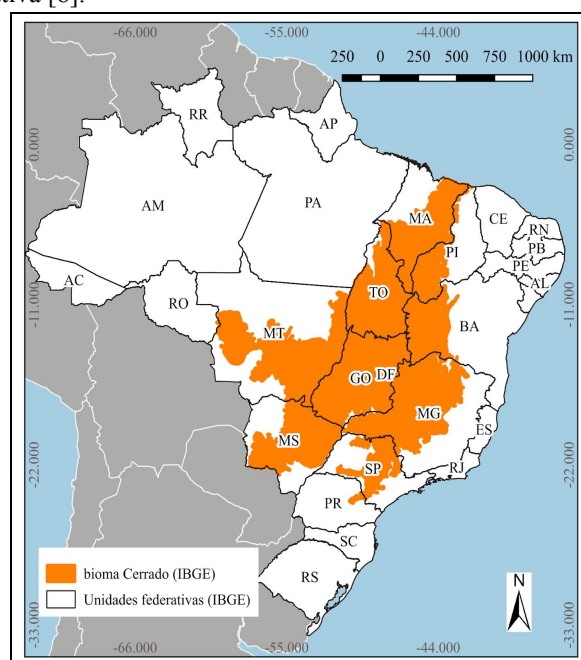 ativa [8].
-66.000 -55.000 -44.000
250 0 250 500 750 1000 km
0.000 0.000
RR AP
AM PA MA CE
RN
PI PB
PE
AC TO AL
-11.000 -11.000
RO MT BA
GO DF
MG
ES
MS
-22.000 SP RJ -22.000
PR
SC
bioma Cerrado (IBGE)
Unidades federativas (IBGE)
RS N
-33.000 -33.000
-66.000 -55.000 -44.000